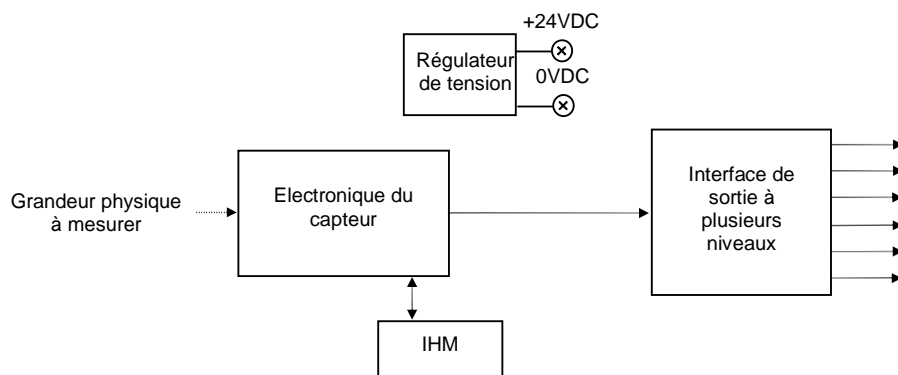 +24VDC
Régulateur
de tension
0VDC
Grandeur physique
à mesurer
Electronique du
capteur
Interface de
sortie à
plusieurs
niveaux
IHM